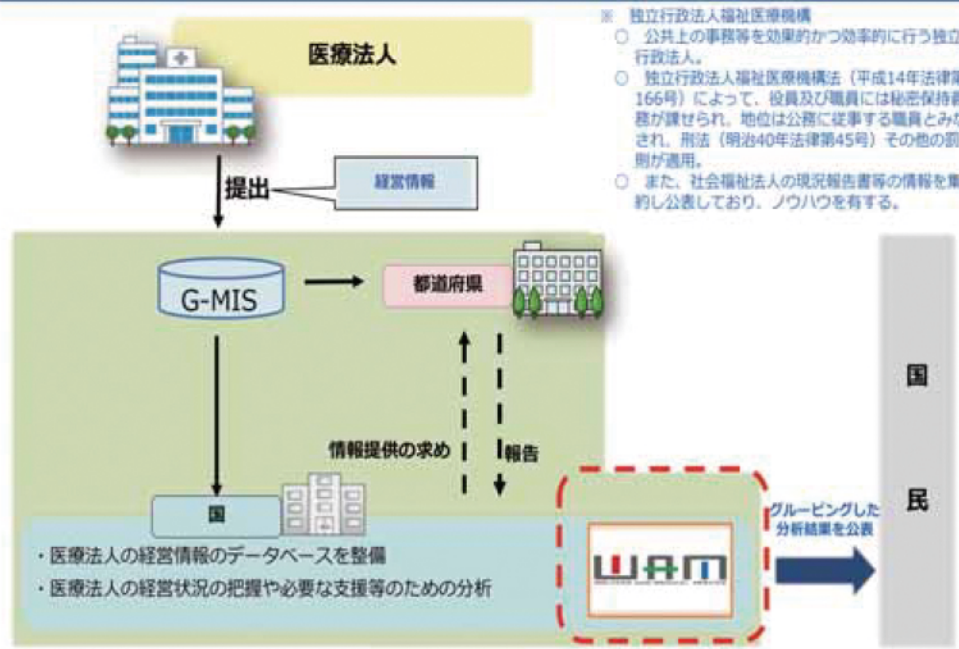 医療法人
※ 独立行政法人福祉医療機構
○ 公共上の事務等を効果的かつ効率的に行う独立
行政法人。
○ 独立行政法人福祉医療機構法（平成14年法律第
166号）によって、役員及び職員には秘密保持義
務が課せられ、地位は公務に従事する職員とみな
され、刑法（明治40年法律第45号）その他の罰
則が適用。
○ また、社会福祉法人の現況報告書等の情報を集
約し公表しており、ノウハウを有する。
提出
経営情報
G-MIS
都道府県
情報提供の求め
報告
国
・医療法人の経営情報のデータベースを整備
・医療法人の経営状況の把握や必要な支援等のための分析
WAM
グルーピングした
分析結果を公表
国
民